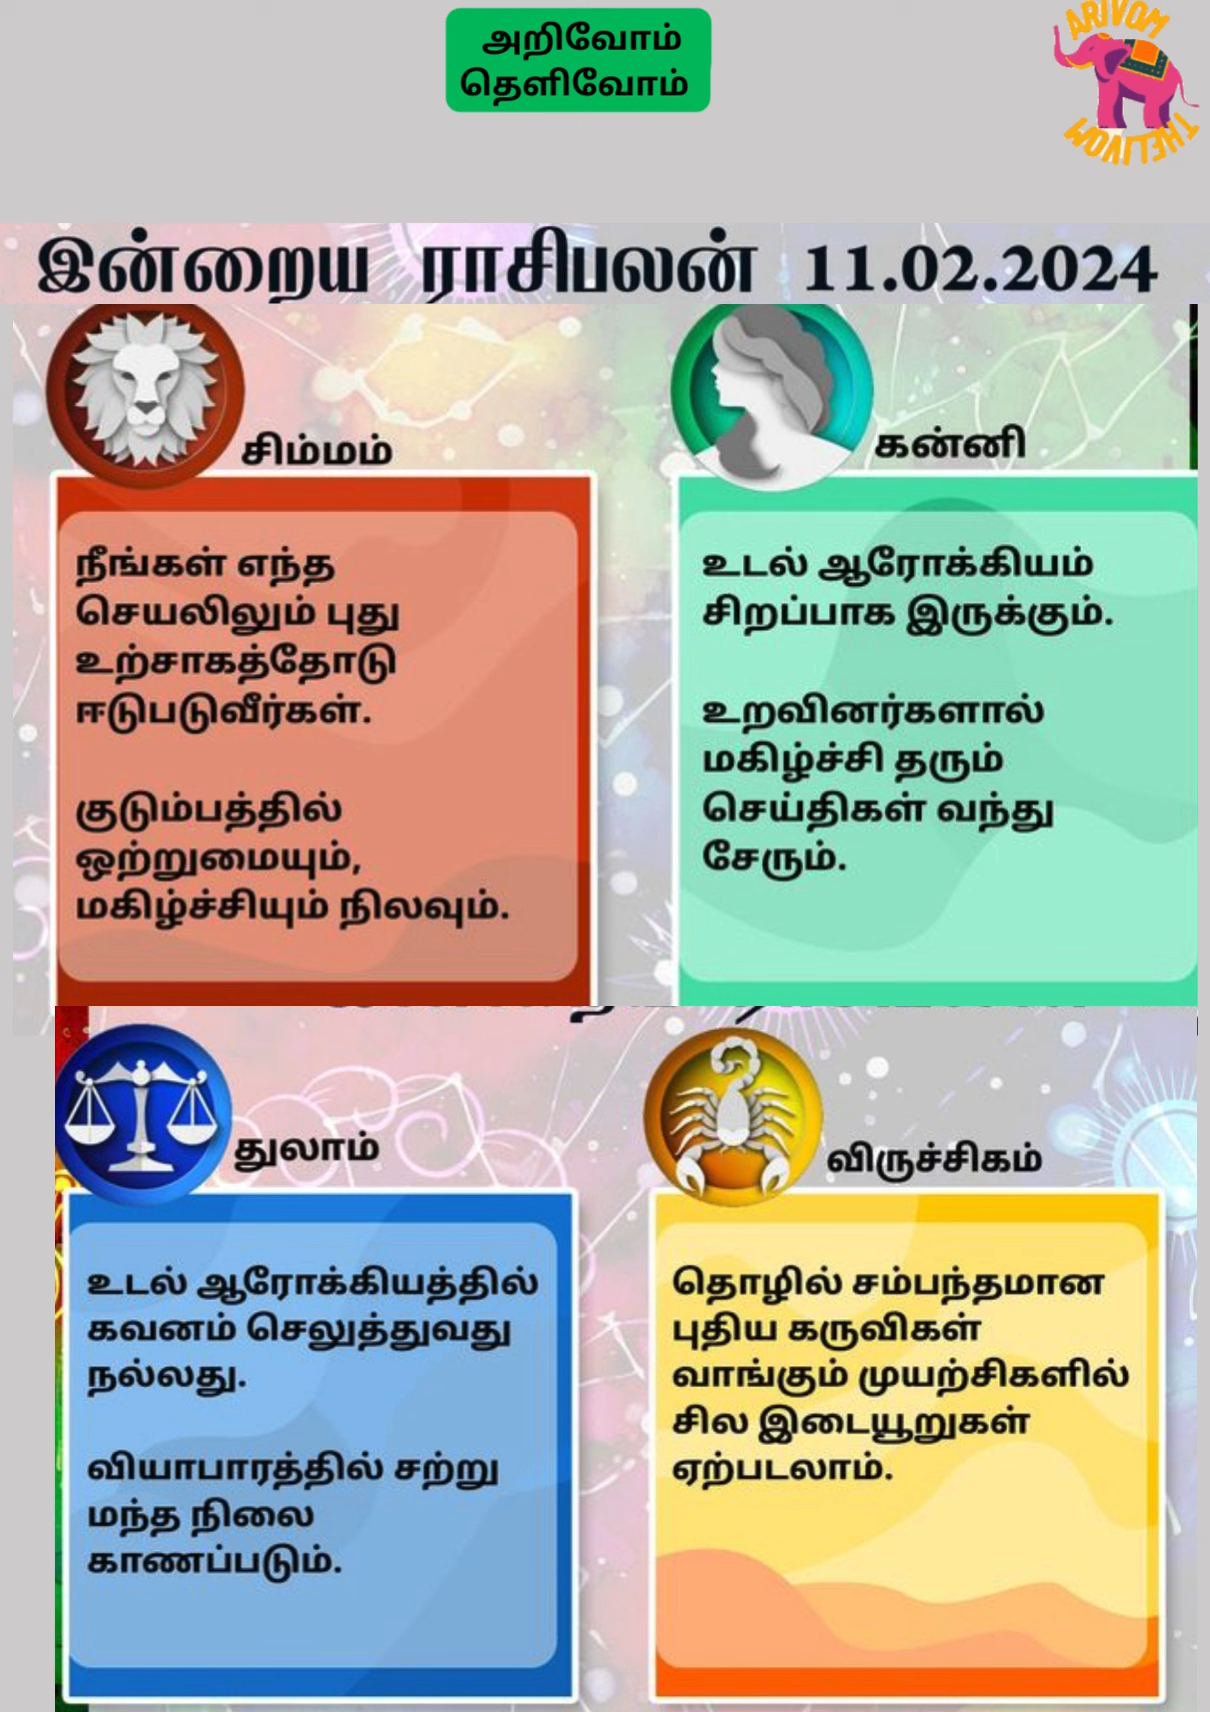 அறிவோம்
தெளிவோம்
ARIVOM
THELIVOM
இன்றைய ராசிபலன் 11.02.2024
சிம்மம்
நீங்கள் எந்த
செயலிலும் புது
உற்சாகத்தோடு
ஈடுபடுவீர்கள்.
குடும்பத்தில்
ஒற்றுமையும்,
மகிழ்ச்சியும் நிலவும்.
கன்னி
உடல் ஆரோக்கியம்
சிறப்பாக இருக்கும்.
உறவினர்களால்
மகிழ்ச்சி தரும்
செய்திகள் வந்து
சேரும்.
துலாம்
உடல் ஆரோக்கியத்தில்
கவனம் செலுத்துவது
நல்லது.
வியாபாரத்தில் சற்று
மந்த நிலை
காணப்படும்.
விருச்சிகம்
தொழில் சம்பந்தமான
புதிய கருவிகள்
வாங்கும் முயற்சிகளில்
சில இடையூறுகள்
ஏற்படலாம்.